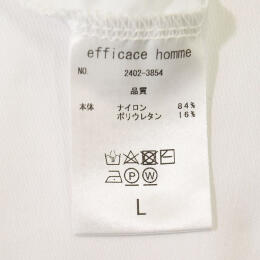 efficace homme
NO. 2402-3854
品質
本体 ナイロン 84%
ポリウレタン 16%
P W
L